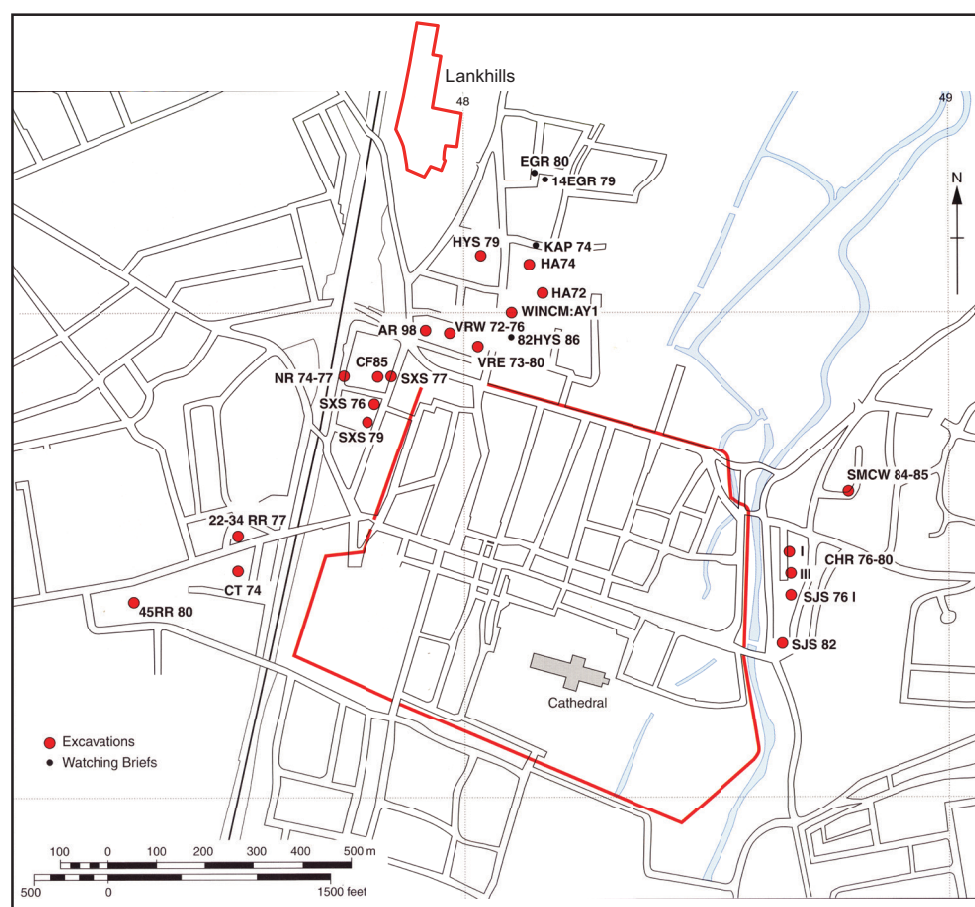 Lankhills
48
49
EGR 80
14EGR 79
N
HYS 79
KAP 74
HA74
HA72
WINCM:AY1
AR 98
VRW 72-76
82HYS 86
VRE 73-80
CF85
NR 74-77
SXS 77
SXS 76
SXS79
SMCW 84-85
22-34 RR 77
I
CHR 76-80
III
CT 74
SJS 76 I
45RR 80
SJS 82
Cathedral
Excavations
Watching Briefs
100 0 100 200 300 400 500 m
500 0 1500 feet